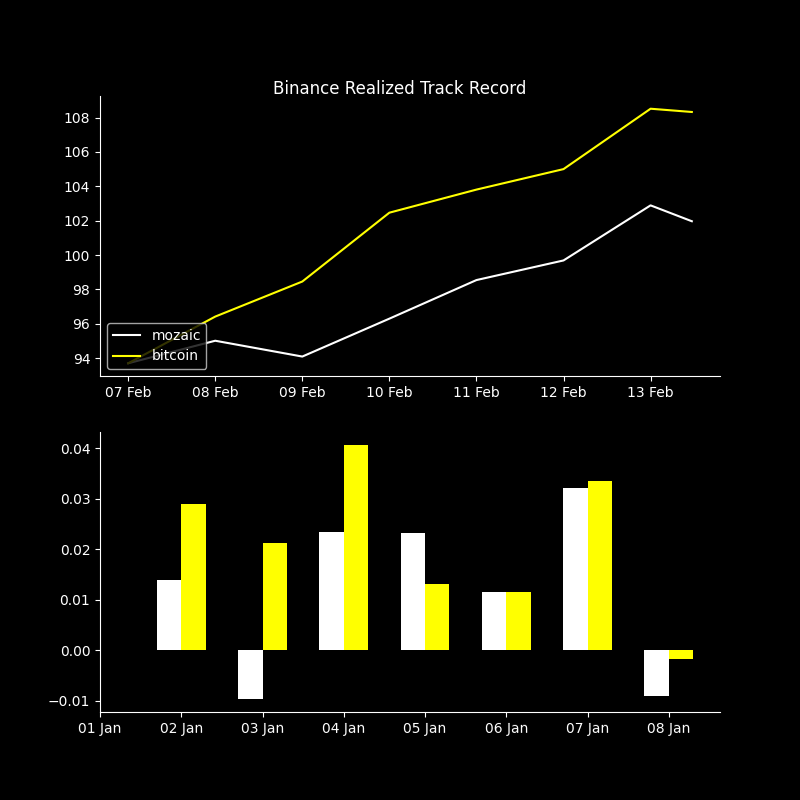 Binance Realized Track Record
108
106
104
102
100
98
96
94
mozaic
bitcoin
07 Feb 08 Feb 09 Feb 10 Feb 11 Feb 12 Feb 13 Feb
0.04
0.03
0.02
0.01
0.00
−0.01
01 Jan 02 Jan 03 Jan 04 Jan 05 Jan 06 Jan 07 Jan 08 Jan